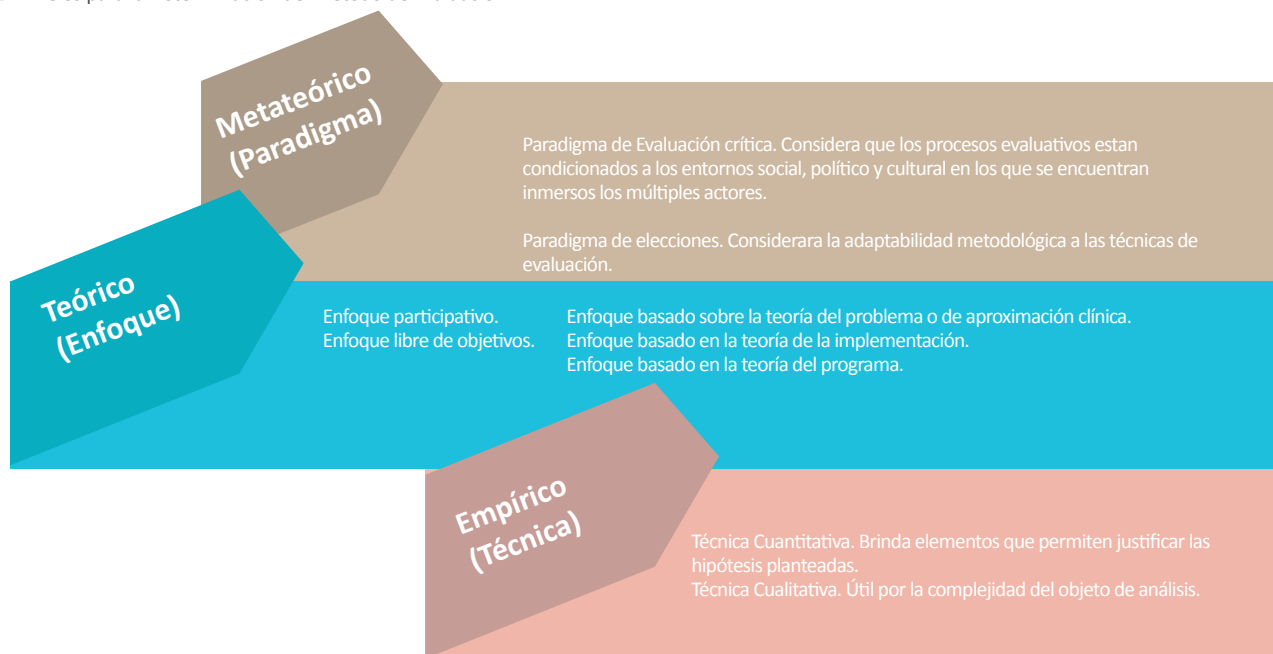 Metateórico
(Paradigma)
Paradigma de Evaluación crítica. Considera que los procesos evaluativos estan
condicionados a los entornos social, político y cultural en los que se encuentran
inmersos los múltiples actores.
Paradigma de elecciones. Considerara la adaptabilidad metodológica a las técnicas de
evaluación.
Teórico
(Enfoque)
Enfoque participativo.
Enfoque libre de objetivos.
Enfoque basado sobre la teoría del problema o de aproximación clínica.
Enfoque basado en la teoría de la implementación.
Enfoque basado en la teoría del programa.
Empírico
(Técnica)
Técnica Cuantitativa. Brinda elementos que permiten justificar las
hipótesis planteadas.
Técnica Cualitativa. Útil por la complejidad del objeto de análisis.